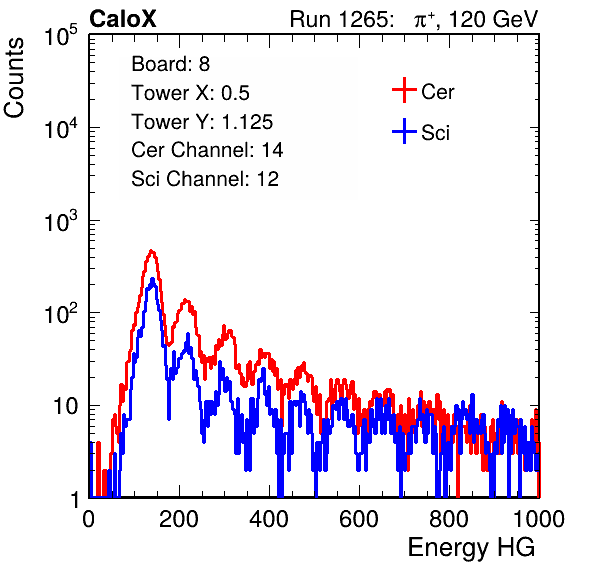 CaloX Run 1265: π⁺, 120 GeV
Counts
10⁵
10⁴
10³
10²
10
1
Board: 8
Tower X: 0.5
Tower Y: 1.125
Cer Channel: 14
Sci Channel: 12
Cer
Sci
0 200 400 600 800 1000
Energy HG